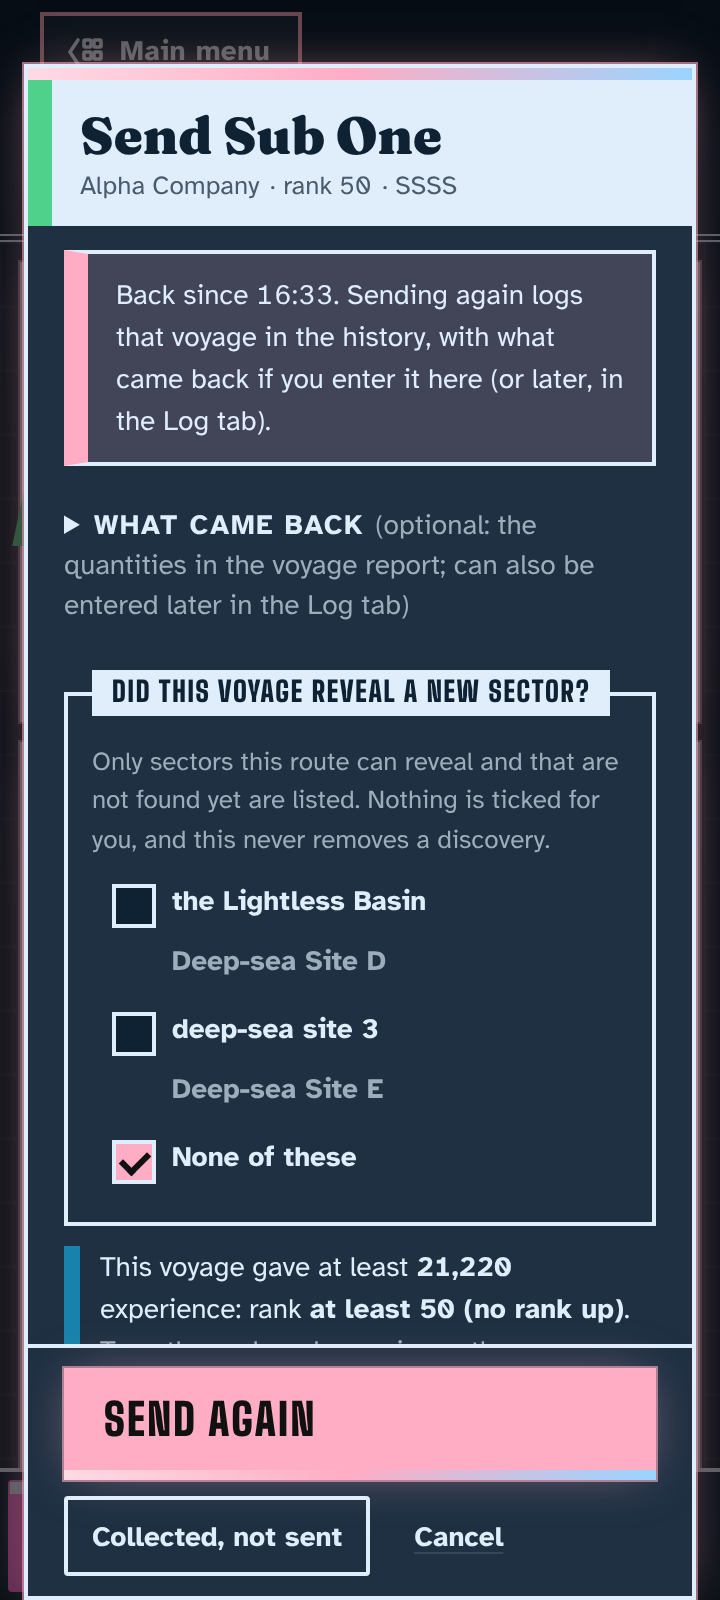 Main menu
Send Sub One
Alpha Company · rank 50 · SSSS
Back since 16:33. Sending again logs
that voyage in the history, with what
came back if you enter it here (or later, in
the Log tab).
WHAT CAME BACK (optional: the
quantities in the voyage report; can also be
entered later in the Log tab)
DID THIS VOYAGE REVEAL A NEW SECTOR?
Only sectors this route can reveal and that are
not found yet are listed. Nothing is ticked for
you, and this never removes a discovery.
the Lightless Basin
Deep-sea Site D
deep-sea site 3
Deep-sea Site E
None of these
This voyage gave at least 21,220
experience: rank at least 50 (no rank up).
SEND AGAIN
Collected, not sent
Cancel